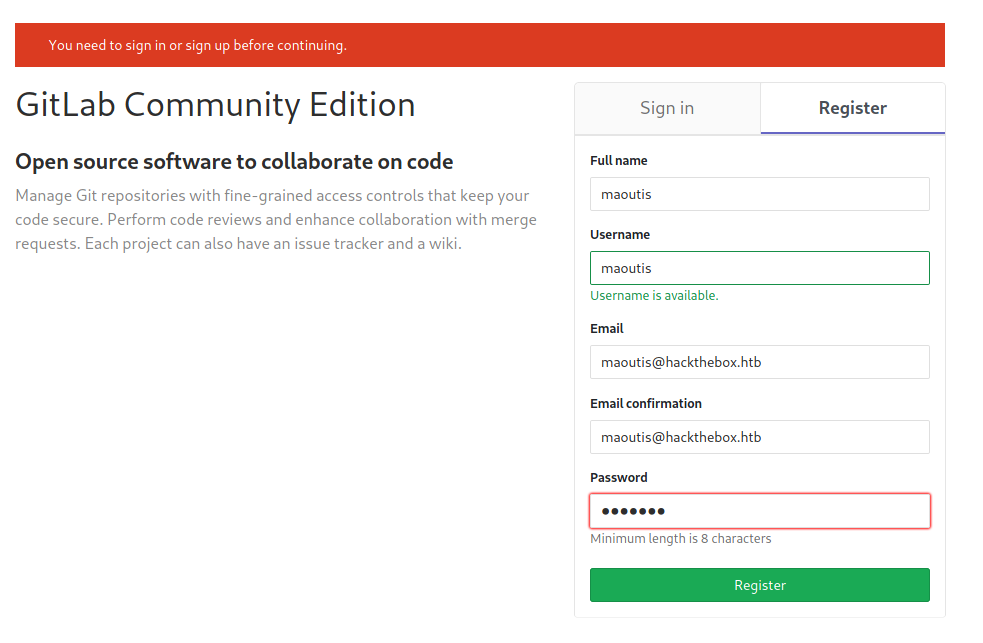 You need to sign in or sign up before continuing.
GitLab Community Edition
Open source software to collaborate on code
Manage Git repositories with fine-grained access controls that keep your
code secure. Perform code reviews and enhance collaboration with merge
requests. Each project can also have an issue tracker and a wiki.
Sign in
Register
Full name
maoutis
Username
maoutis
Username is available.
Email
maoutis@hackthebox.htb
Email confirmation
maoutis@hackthebox.htb
Password
•••••••
Minimum length is 8 characters
Register